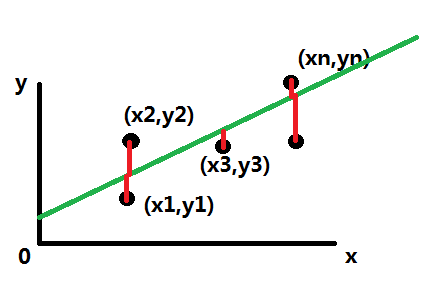 (xn,yn)
y
(x2,y2)
(x3,y3)
(x1,y1)
0
x